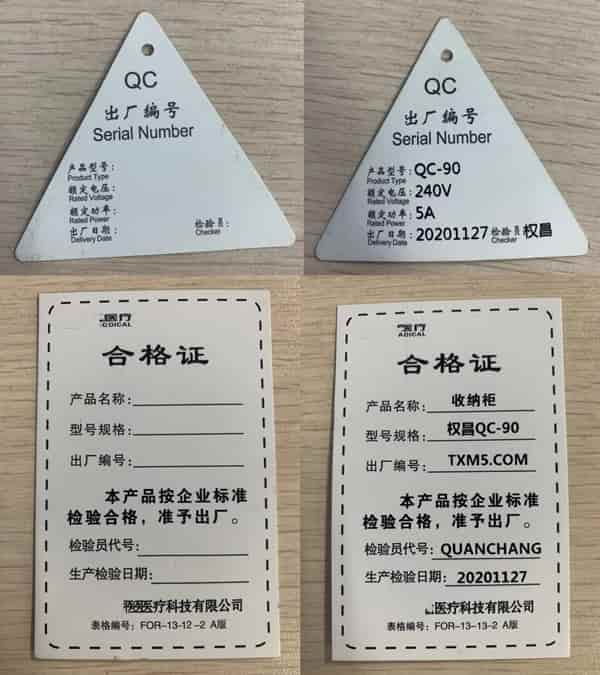 QC
出厂编号
Serial Number
产品型号：
Product Type
额定电压：
Rated Voltage
额定功率：
Rated Power
出厂日期：
Delivery Date
检验员：
Checker
QC
出厂编号
Serial Number
产品型号：QC-90
Product Type
额定电压：240V
Rated Voltage
额定功率：5A
Rated Power
出厂日期：20201127 检验员：权昌
Delivery Date Checker
医疗
合格证
产品名称：
型号规格：
出厂编号：
本产品按企业标准
检验合格，准予出厂。
检验员代号：
生产检验日期：
医疗科技有限公司
表格编号：FOR-13-12-2 A版
医疗
合格证
产品名称： 收纳柜
型号规格： 权昌QC-90
出厂编号： TXM5.COM
本产品按企业标准
检验合格，准予出厂。
检验员代号：QUANCHANG
生产检验日期： 20201127
医疗科技有限公司
表格编号：FOR-13-13-2 A版